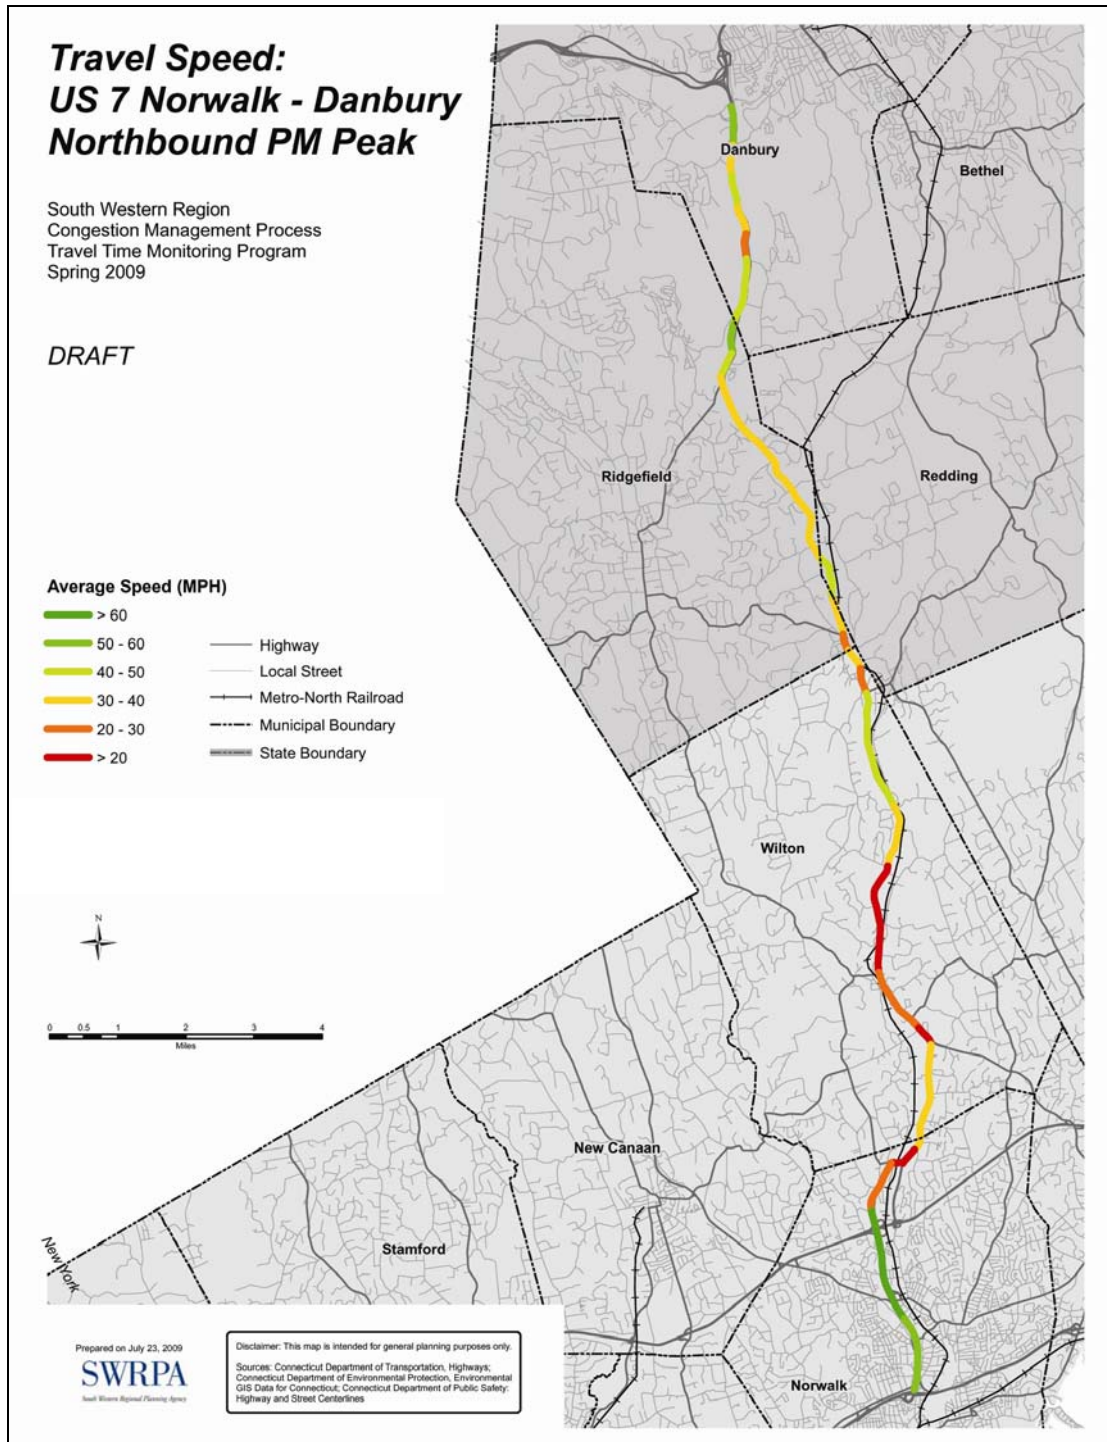 Travel Speed:
US 7 Norwalk - Danbury
Northbound PM Peak
South Western Region
Congestion Management Process
Travel Time Monitoring Program
Spring 2009
DRAFT
Danbury
Bethel
Ridgefield
Redding
Average Speed (MPH)
> 60
50 - 60
40 - 50
30 - 40
20 - 30
> 20
Highway
Local Street
Metro-North Railroad
Municipal Boundary
State Boundary
Wilton
N
0 0.5 1 2 3 4
Miles
New Canaan
Stamford
New York
Norwalk
Prepared on July 23, 2009
SWRPA
South Western Regional Planning Agency
Disclaimer: This map is intended for general planning purposes only.
Sources: Connecticut Department of Transportation, Highways;
Connecticut Department of Environmental Protection, Environmental
GIS Data for Connecticut; Connecticut Department of Public Safety:
Highway and Street Centerlines